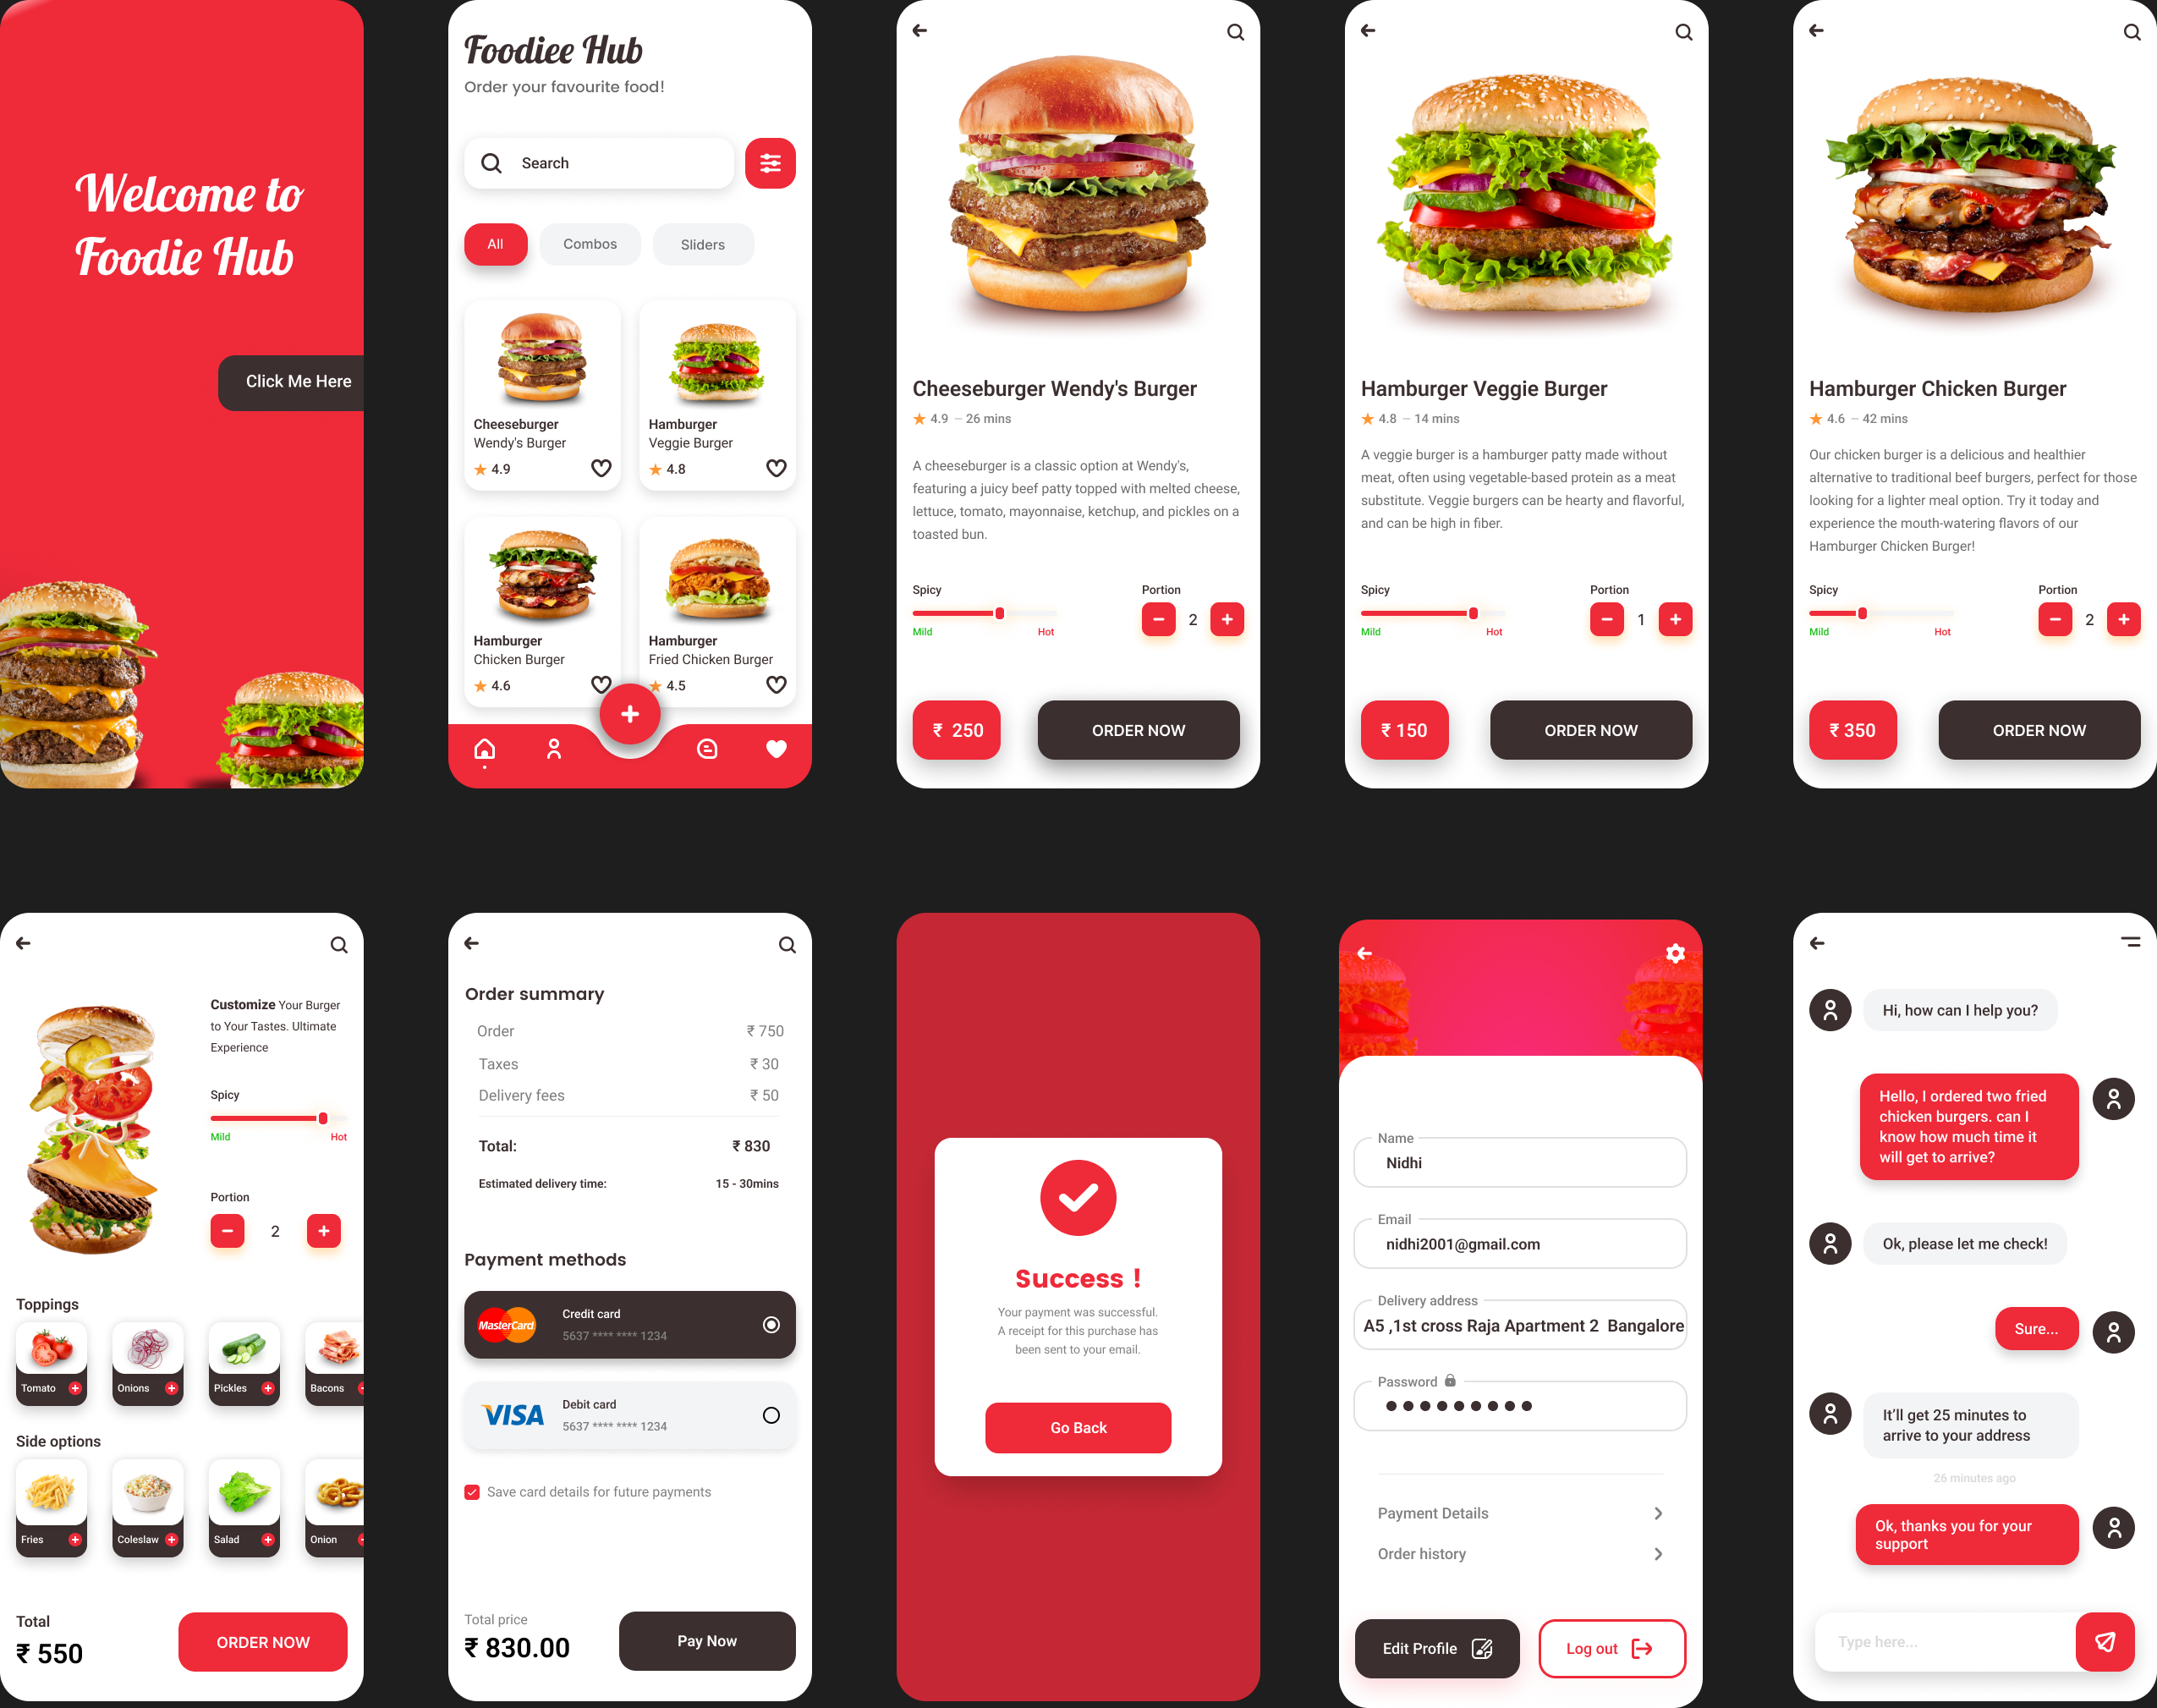 Welcome to
Foodie Hub
Click Me Here
Foodiee Hub
Order your favourite food!
Search
All
Combos
Sliders
Cheeseburger
Wendy's Burger
4.9
Hamburger
Veggie Burger
4.8
Hamburger
Chicken Burger
4.6
Hamburger
Fried Chicken Burger
4.5
Cheeseburger Wendy's Burger
4.9 – 26 mins
A cheeseburger is a classic option at Wendy's,
featuring a juicy beef patty topped with melted cheese,
lettuce, tomato, mayonnaise, ketchup, and pickles on a
toasted bun.
Spicy
Mild
Hot
Portion
2
₹ 250
ORDER NOW
Hamburger Veggie Burger
4.8 – 14 mins
A veggie burger is a hamburger patty made without
meat, often using vegetable-based protein as a meat
substitute. Veggie burgers can be hearty and flavorful,
and can be high in fiber.
Spicy
Mild
Hot
Portion
1
₹ 150
ORDER NOW
Hamburger Chicken Burger
4.6 – 42 mins
Our chicken burger is a delicious and healthier
alternative to traditional beef burgers, perfect for those
looking for a lighter meal option. Try it today and
experience the mouth-watering flavors of our
Hamburger Chicken Burger!
Spicy
Mild
Hot
Portion
2
₹ 350
ORDER NOW
Customize Your Burger
to Your Tastes. Ultimate
Experience
Spicy
Mild
Hot
Portion
2
Toppings
Tomato
Onions
Pickles
Bacons
Side options
Fries
Coleslaw
Salad
Onion
Total
₹ 550
ORDER NOW
Order summary
Order ₹ 750
Taxes ₹ 30
Delivery fees ₹ 50
Total: ₹ 830
Estimated delivery time: 15 - 30mins
Payment methods
MasterCard
Credit card
5637 **** **** 1234
VISA
Debit card
5637 **** **** 1234
Save card details for future payments
Total price
₹ 830.00
Pay Now
Success !
Your payment was successful.
A receipt for this purchase has
been sent to your email.
Go Back
Name
Nidhi
Email
nidhi2001@gmail.com
Delivery address
A5 ,1st cross Raja Apartment 2 Bangalore
Password
Payment Details
Order history
Edit Profile
Log out
Hi, how can I help you?
Hello, I ordered two fried
chicken burgers. can I
know how much time it
will get to arrive?
Ok, please let me check!
Sure...
It’ll get 25 minutes to
arrive to your address
26 minutes ago
Ok, thanks you for your
support
Type here...